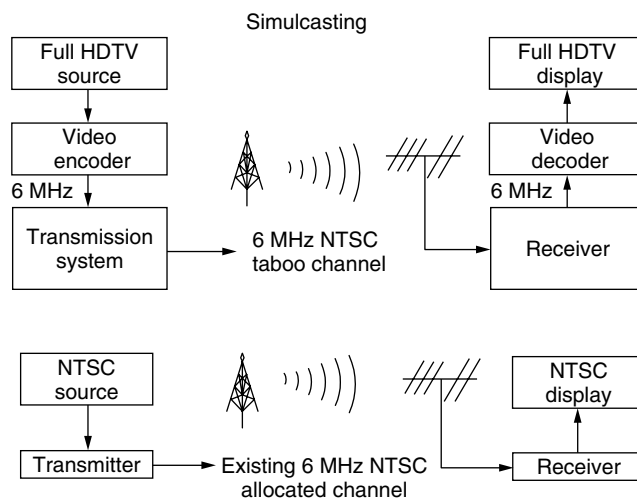 Simulcasting
Full HDTV
source
Video
encoder
6 MHz
Transmission
system
6 MHz NTSC
taboo channel
Full HDTV
display
Video
decoder
6 MHz
Receiver
NTSC
source
Transmitter
Existing 6 MHz NTSC
allocated channel
NTSC
display
Receiver